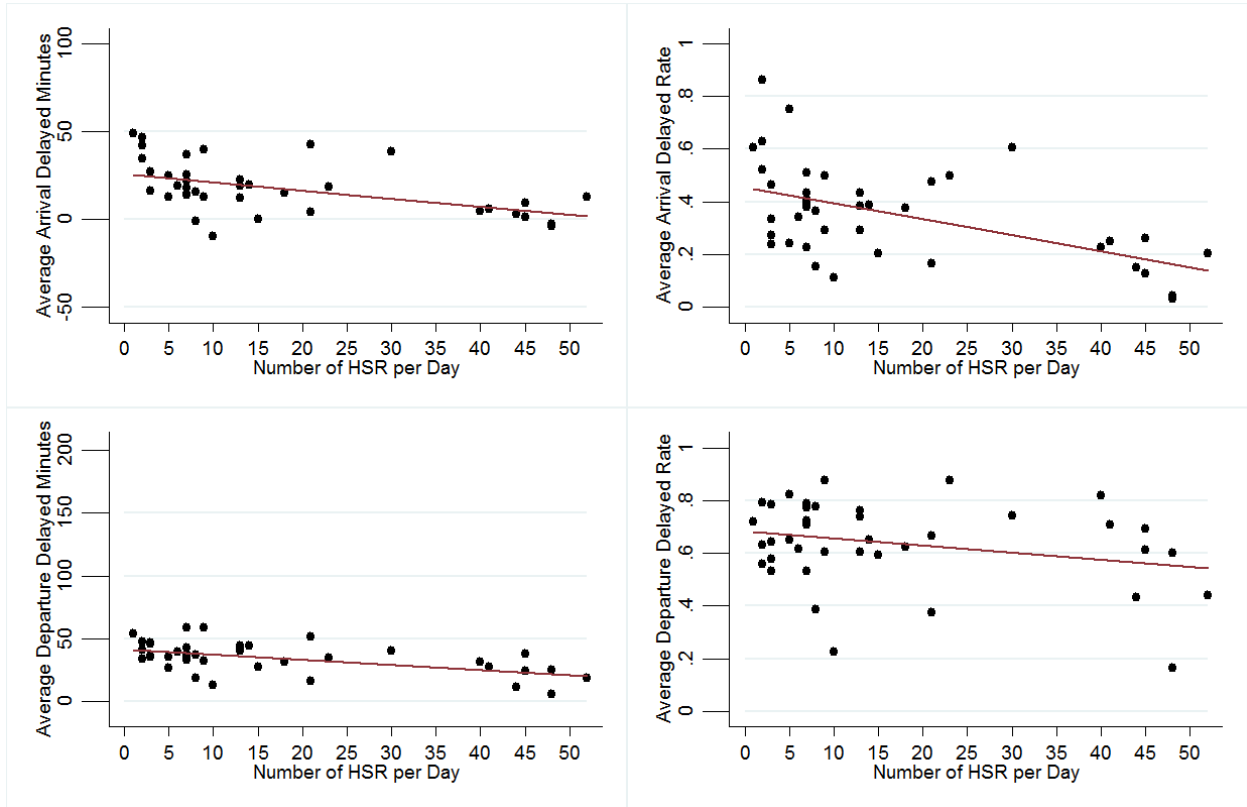 Average Arrival Delayed Minutes
100
50
0
-50
0 5 10 15 20 25 30 35 40 45 50
Number of HSR per Day
Average Arrival Delayed Rate
1
.8
.6
.4
.2
0
0 5 10 15 20 25 30 35 40 45 50
Number of HSR per Day
Average Departure Delayed Minutes
200
150
100
50
0
0 5 10 15 20 25 30 35 40 45 50
Number of HSR per Day
Average Departure Delayed Rate
1
.8
.6
.4
.2
0
0 5 10 15 20 25 30 35 40 45 50
Number of HSR per Day